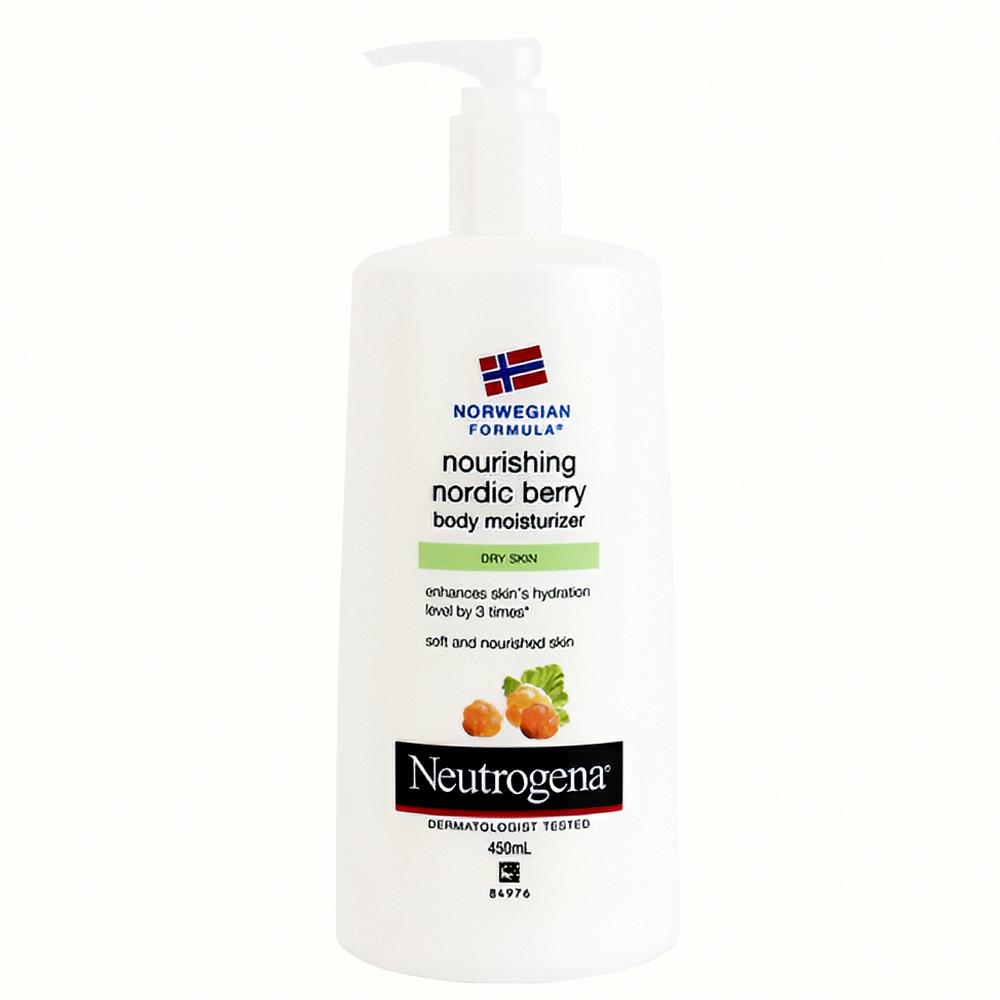 NORWEGIAN
FORMULA®
nourishing
nordic berry
body moisturizer
DRY SKIN
enhances skin's hydration
level by 3 times*
soft and nourished skin
Neutrogena®
DERMATOLOGIST TESTED
450mL
84976